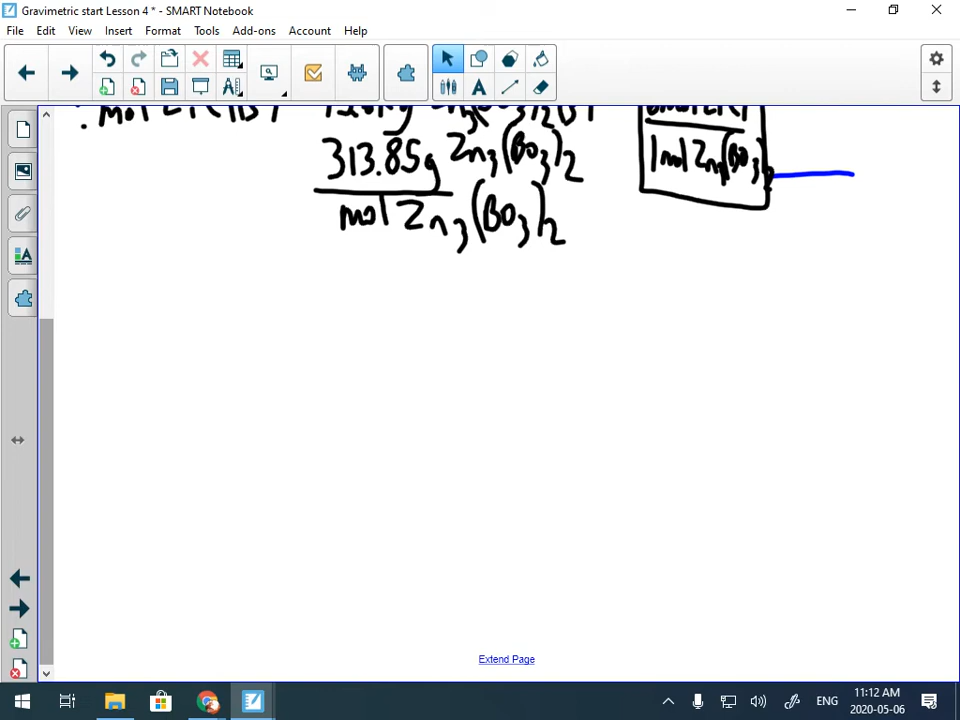 Gravimetric start Lesson 4 * - SMART Notebook
File Edit View Insert Format Tools Add-ons Account Help
313.85g Zn3(BO3)2
mol Zn3(BO3)2
1mol Zn3(BO3)2
Extend Page
ENG
11:12 AM
2020-05-06